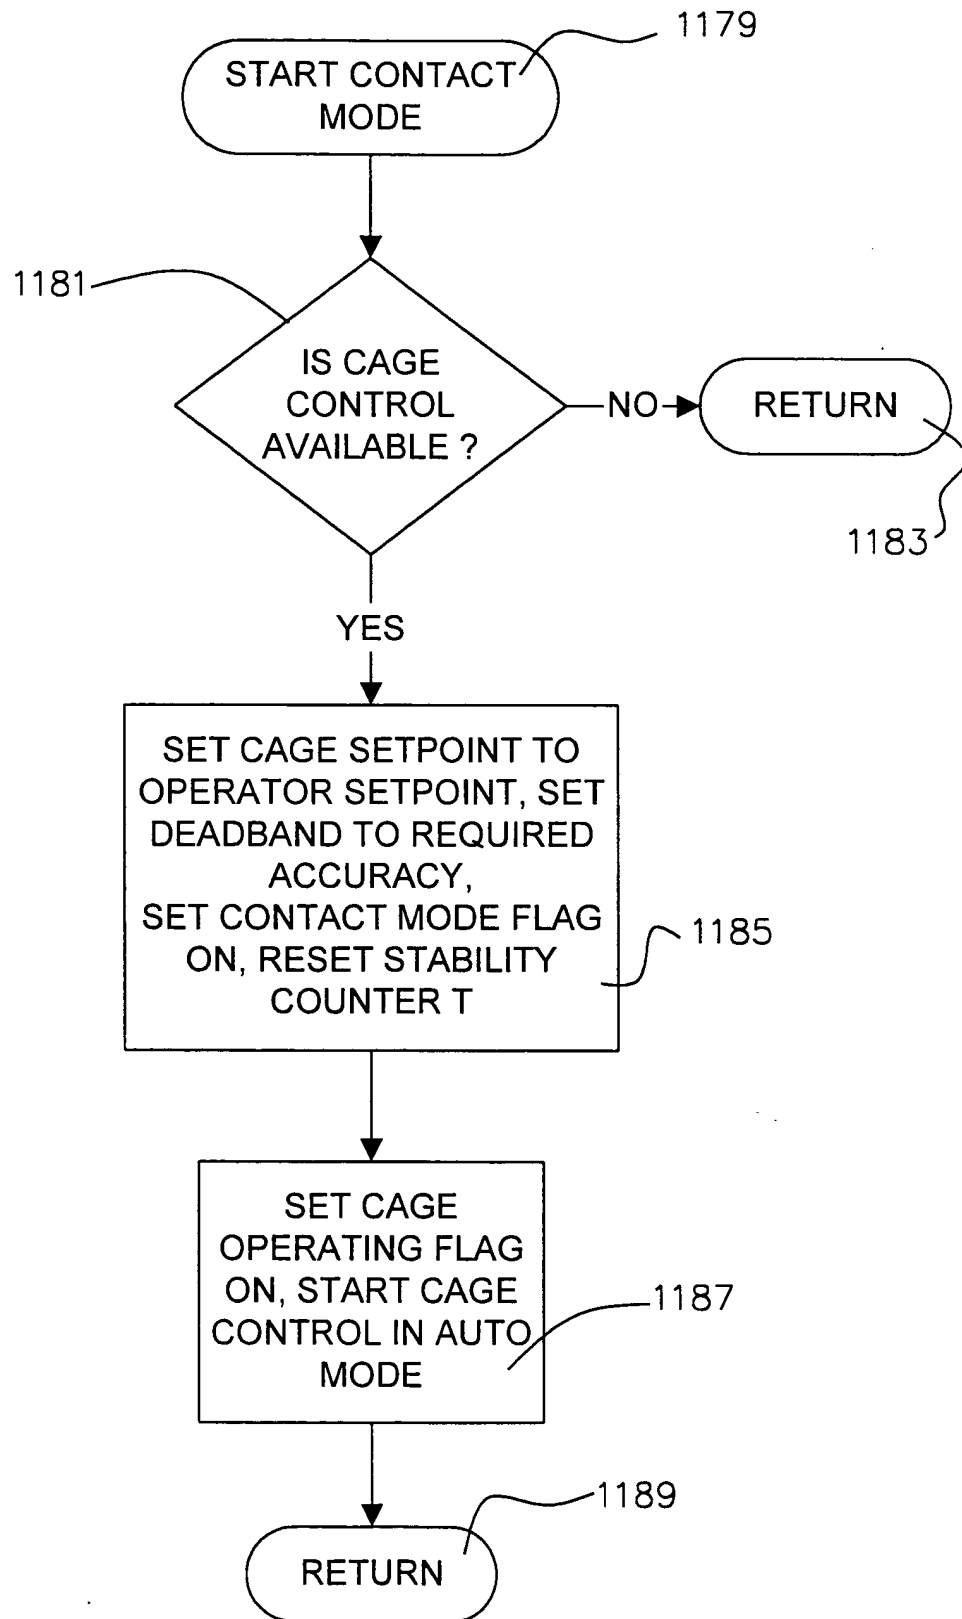 1179
START CONTACT
MODE
1181
IS CAGE
CONTROL
AVAILABLE ?
NO
RETURN
1183
YES
SET CAGE SETPOINT TO
OPERATOR SETPOINT, SET
DEADBAND TO REQUIRED
ACCURACY,
SET CONTACT MODE FLAG
ON, RESET STABILITY
COUNTER T
1185
SET CAGE
OPERATING FLAG
ON, START CAGE
CONTROL IN AUTO
MODE
1187
1189
RETURN